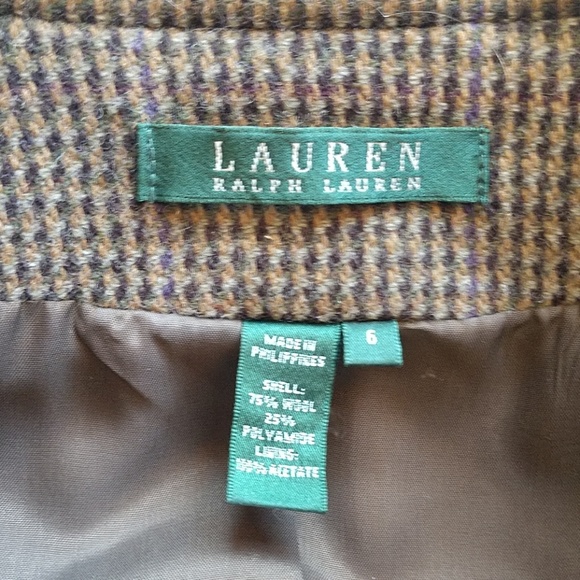 LAUREN
RALPH LAUREN
6
MADE IN
PHILIPPINES
SHELL:
75% WOOL
25%
POLYAMIDE
LINING:
100% ACETATE